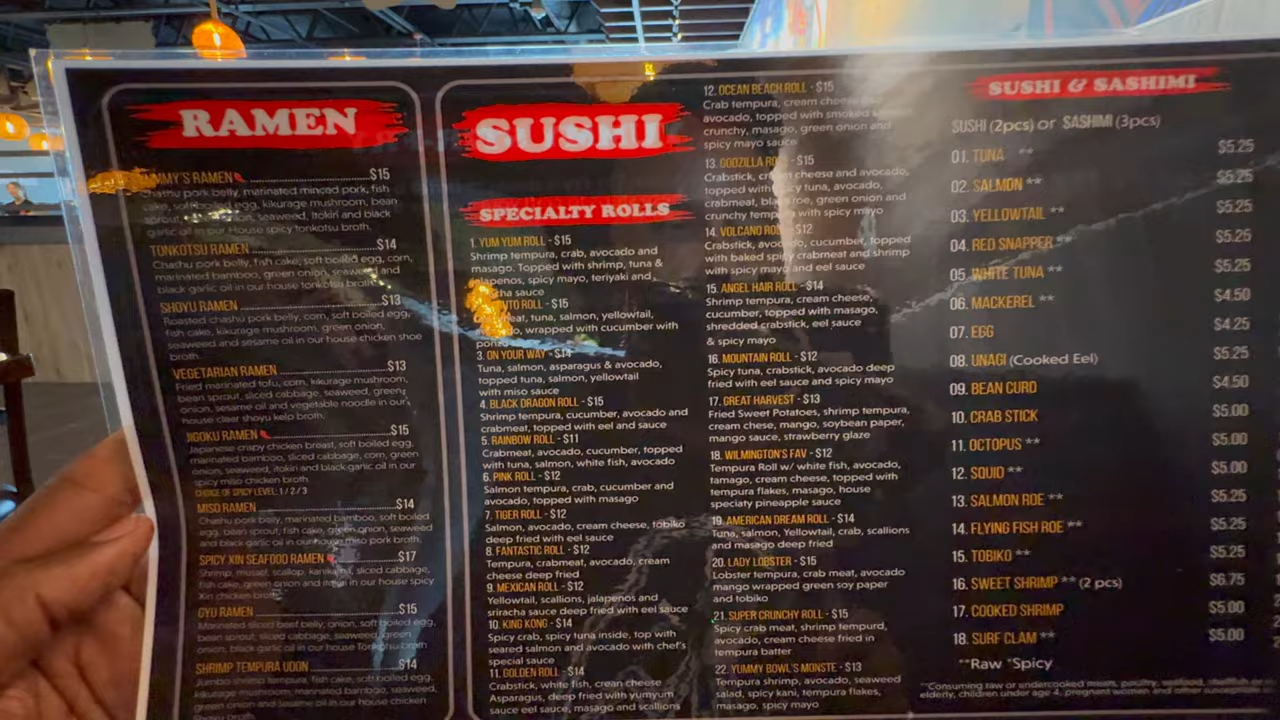 RAMEN
MMY'S RAMEN $15
Chashu pork belly, marinated minced pork, fish
cake, soft boiled egg, kikurage mushroom, bean
sprout, onion, seaweed, Itokiri and black
garlic oil in our House spicy tonkotsu broth.
TONKOTSU RAMEN $14
Chashu pork belly, fish cake, soft boiled egg, corn,
marinated bamboo, green onion, seaweed and
black garlic oil in our house tonkotsu broth
SHOYU RAMEN $13
Roasted chashu pork belly, corn, soft boiled egg,
fish cake, kikurage mushroom, green onion,
seaweed and sesame oil in our house chicken shoe
broth.
VEGETARIAN RAMEN $13
Fried marinated tofu, corn, kikurage mushroom,
bean sprout, sliced cabbage, seaweed, green
onion, sesame oil and vegetable noodle in our
house clear shoyu kelp broth.
JIGOKU RAMEN $15
Japanese crispy chicken breast, soft boiled egg,
marinated bamboo, sliced cabbage, corn, green
onion, seaweed, itokin and black garlic oil in our
spicy miso chicken broth.
CHOICE OF SPICY LEVEL: 1 / 2 / 3
MISO RAMEN $14
Chashu pork belly, marinated bamboo, soft boiled
egg, bean sprout, fish cake, green onion, seaweed
and black garlic oil in our house miso pork broth.
SPICY XIN SEAFOOD RAMEN $17
Shrimp, mussel, scallop, kanikama, sliced cabbage,
fish cake, green onion and itokin in our house spicy
Xin chicken broth
GYU RAMEN $15
Marinated sliced beef belly, onion, soft boiled egg,
bean sprout, sliced cabbage, seaweed, green
onion, black garlic oil in our house Tonkotsu broth
SHRIMP TEMPURA UDON $14
Jumbo shrimp tempura, fish cake, soft boiled egg,
kikurage mushroom, marinated bamboo, seaweed,
green onion and sesame oil in our house chicken
Shoyu broth
SUSHI
SPECIALTY ROLLS
1. YUM YUM ROLL - $15
Shrimp tempura, crab, avocado and
masago. Topped with shrimp, tuna &
jalapenos, spicy mayo, teriyaki and
sauce
ROLL - $15
tuna, salmon, yellowtail,
wrapped with cucumber with
ponzu
3. ON YOUR WAY - $14
Tuna, salmon, asparagus & avocado,
topped tuna, salmon, yellowtail
with miso sauce
4. BLACK DRAGON ROLL - $15
Shrimp tempura, cucumber, avocado and
crabmeat, topped with eel and sauce
5. RAINBOW ROLL - $11
Crabmeat, avocado, cucumber, topped
with tuna, salmon, white fish, avocado
6. PINK ROLL - $12
Salmon tempura, crab, cucumber and
avocado, topped with masago
7. TIGER ROLL - $12
Salmon, avocado, cream cheese, tobiko
deep fried with eel sauce
8. FANTASTIC ROLL - $12
Tempura, crabmeat, avocado, cream
cheese deep fried
9. MEXICAN ROLL - $12
Yellowtail, scallions, jalapenos and
sriracha sauce deep fried with eel sauce
10. KING KONG - $14
Spicy crab, spicy tuna inside, top with
seared salmon and avocado with chef's
special sauce
11. GOLDEN ROLL - $14
Crabstick, white fish, crean cheese
Asparagus, deep fried with yumyum
sauce eel sauce, masago and scallions
12. OCEAN BEACH ROLL - $15
Crab tempura, cream cheese
avocado, topped with smoked
crunchy, masago, green onion and
spicy mayo sauce
13. GODZILLA ROLL - $15
Crabstick, cream cheese and avocado,
topped with spicy tuna, avocado,
crabmeat, black roe, green onion and
crunchy tempura with spicy mayo
14. VOLCANO ROLL - $12
Crabstick, avocado, cucumber, topped
with baked spicy crabmeat and shrimp
with spicy mayo and eel sauce
15. ANGEL HAIR ROLL - $14
Shrimp tempura, cream cheese,
cucumber, topped with masago,
shredded crabstick, eel sauce
& spicy mayo
16. MOUNTAIN ROLL - $12
Spicy tuna, crabstick, avocado deep
fried with eel sauce and spicy mayo
17. GREAT HARVEST - $13
Fried Sweet Potatoes, shrimp tempura,
cream chese, mango, soybean paper,
mango sauce, strawberry glaze
18. WILMINGTON'S FAV - $12
Tempura Roll w/ white fish, avocado,
tamago, cream cheese, topped with
tempura flakes, masago, house
specialty pineapple sauce
19. AMERICAN DREAM ROLL - $14
Tuna, salmon, Yellowtail, crab, scallions
and masago deep fried
20. LADY LOBSTER - $15
Lobster tempura, crab meat, avocado
mango wrapped green soy paper
and tobiko
21. SUPER CRUNCHY ROLL - $15
Spicy crab meat, shrimp tempurd,
avocado, cream cheese fried in
tempura batter
22. YUMMY BOWL'S MONSTE - $13
Tempura shrimp, avocado, seaweed
salad, spicy kani, tempura flakes,
masago, spicy mayo
SUSHI & SASHIMI
SUSHI (2pcs) or SASHIMI (3pcs)
01. TUNA ** $5.25
02. SALMON ** $5.25
03. YELLOWTAIL ** $5.25
04. RED SNAPPER ** $5.25
05. WHITE TUNA ** $5.25
06. MACKEREL ** $4.50
07. EGG $4.25
08. UNAGI (Cooked Eel) $5.25
09. BEAN CURD $4.50
10. CRAB STICK $5.00
11. OCTOPUS ** $5.00
12. SQUID ** $5.00
13. SALMON ROE ** $5.25
14. FLYING FISH ROE ** $5.25
15. TOBIKO ** $5.25
16. SWEET SHRIMP ** (2 pcs) $6.75
17. COOKED SHRIMP $5.00
18. SURF CLAM ** $5.00
**Raw *Spicy
**Consuming raw or undercooked meats, poultry, seafood, shellfish
elderly, children under age 4, pregnant women and other